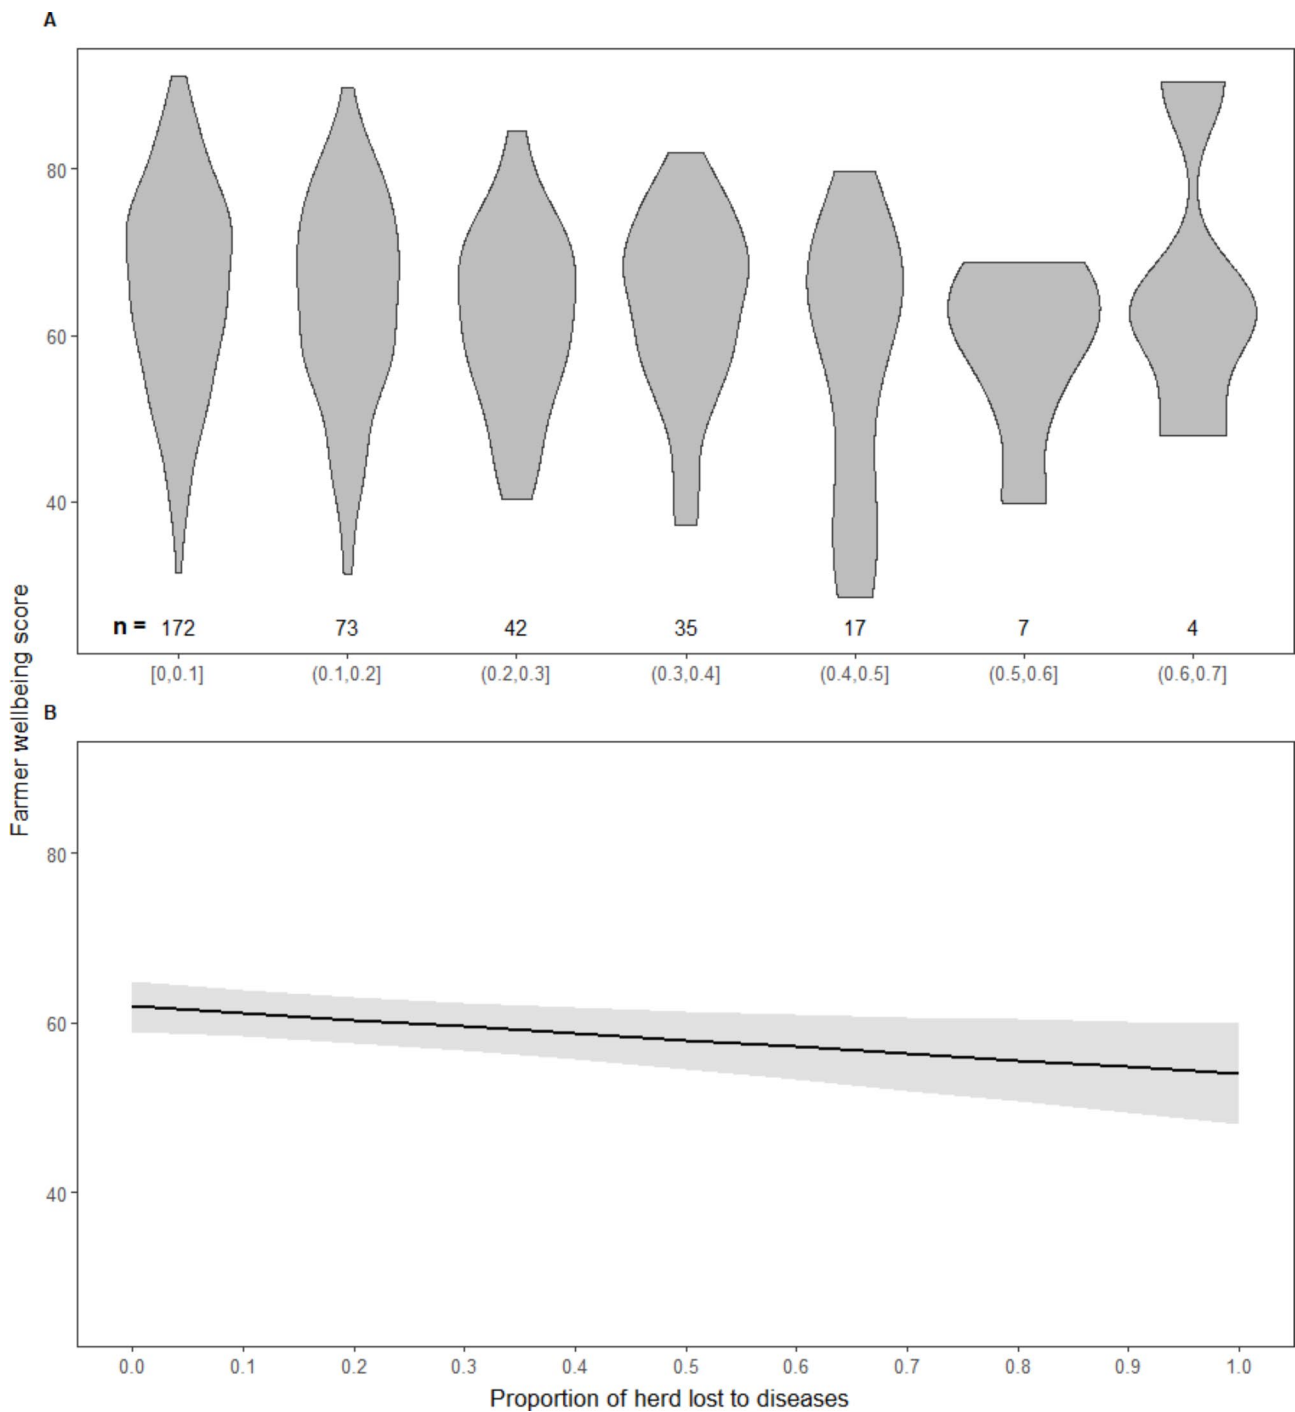 A
80
60
40
n = 172 73 42 35 17 7 4
[0,0.1] (0.1,0.2] (0.2,0.3] (0.3,0.4] (0.4,0.5] (0.5,0.6] (0.6,0.7]
Farmer wellbeing score
B
80
60
40
0.0 0.1 0.2 0.3 0.4 0.5 0.6 0.7 0.8 0.9 1.0
Proportion of herd lost to diseases